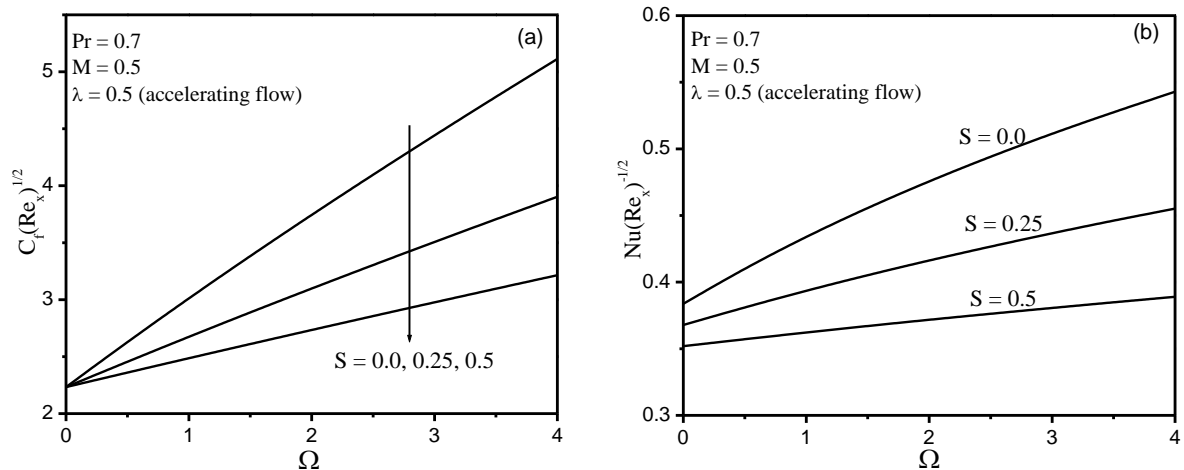 (a)
Pr = 0.7
M = 0.5
λ = 0.5 (accelerating flow)
5
4
3
2
C_f(Re_x)^1/2
S = 0.0, 0.25, 0.5
0 1 2 3 4
Ω
(b)
Pr = 0.7
M = 0.5
λ = 0.5 (accelerating flow)
0.6
0.5
0.4
0.3
Nu(Re_x)^-1/2
S = 0.0
S = 0.25
S = 0.5
0 1 2 3 4
Ω